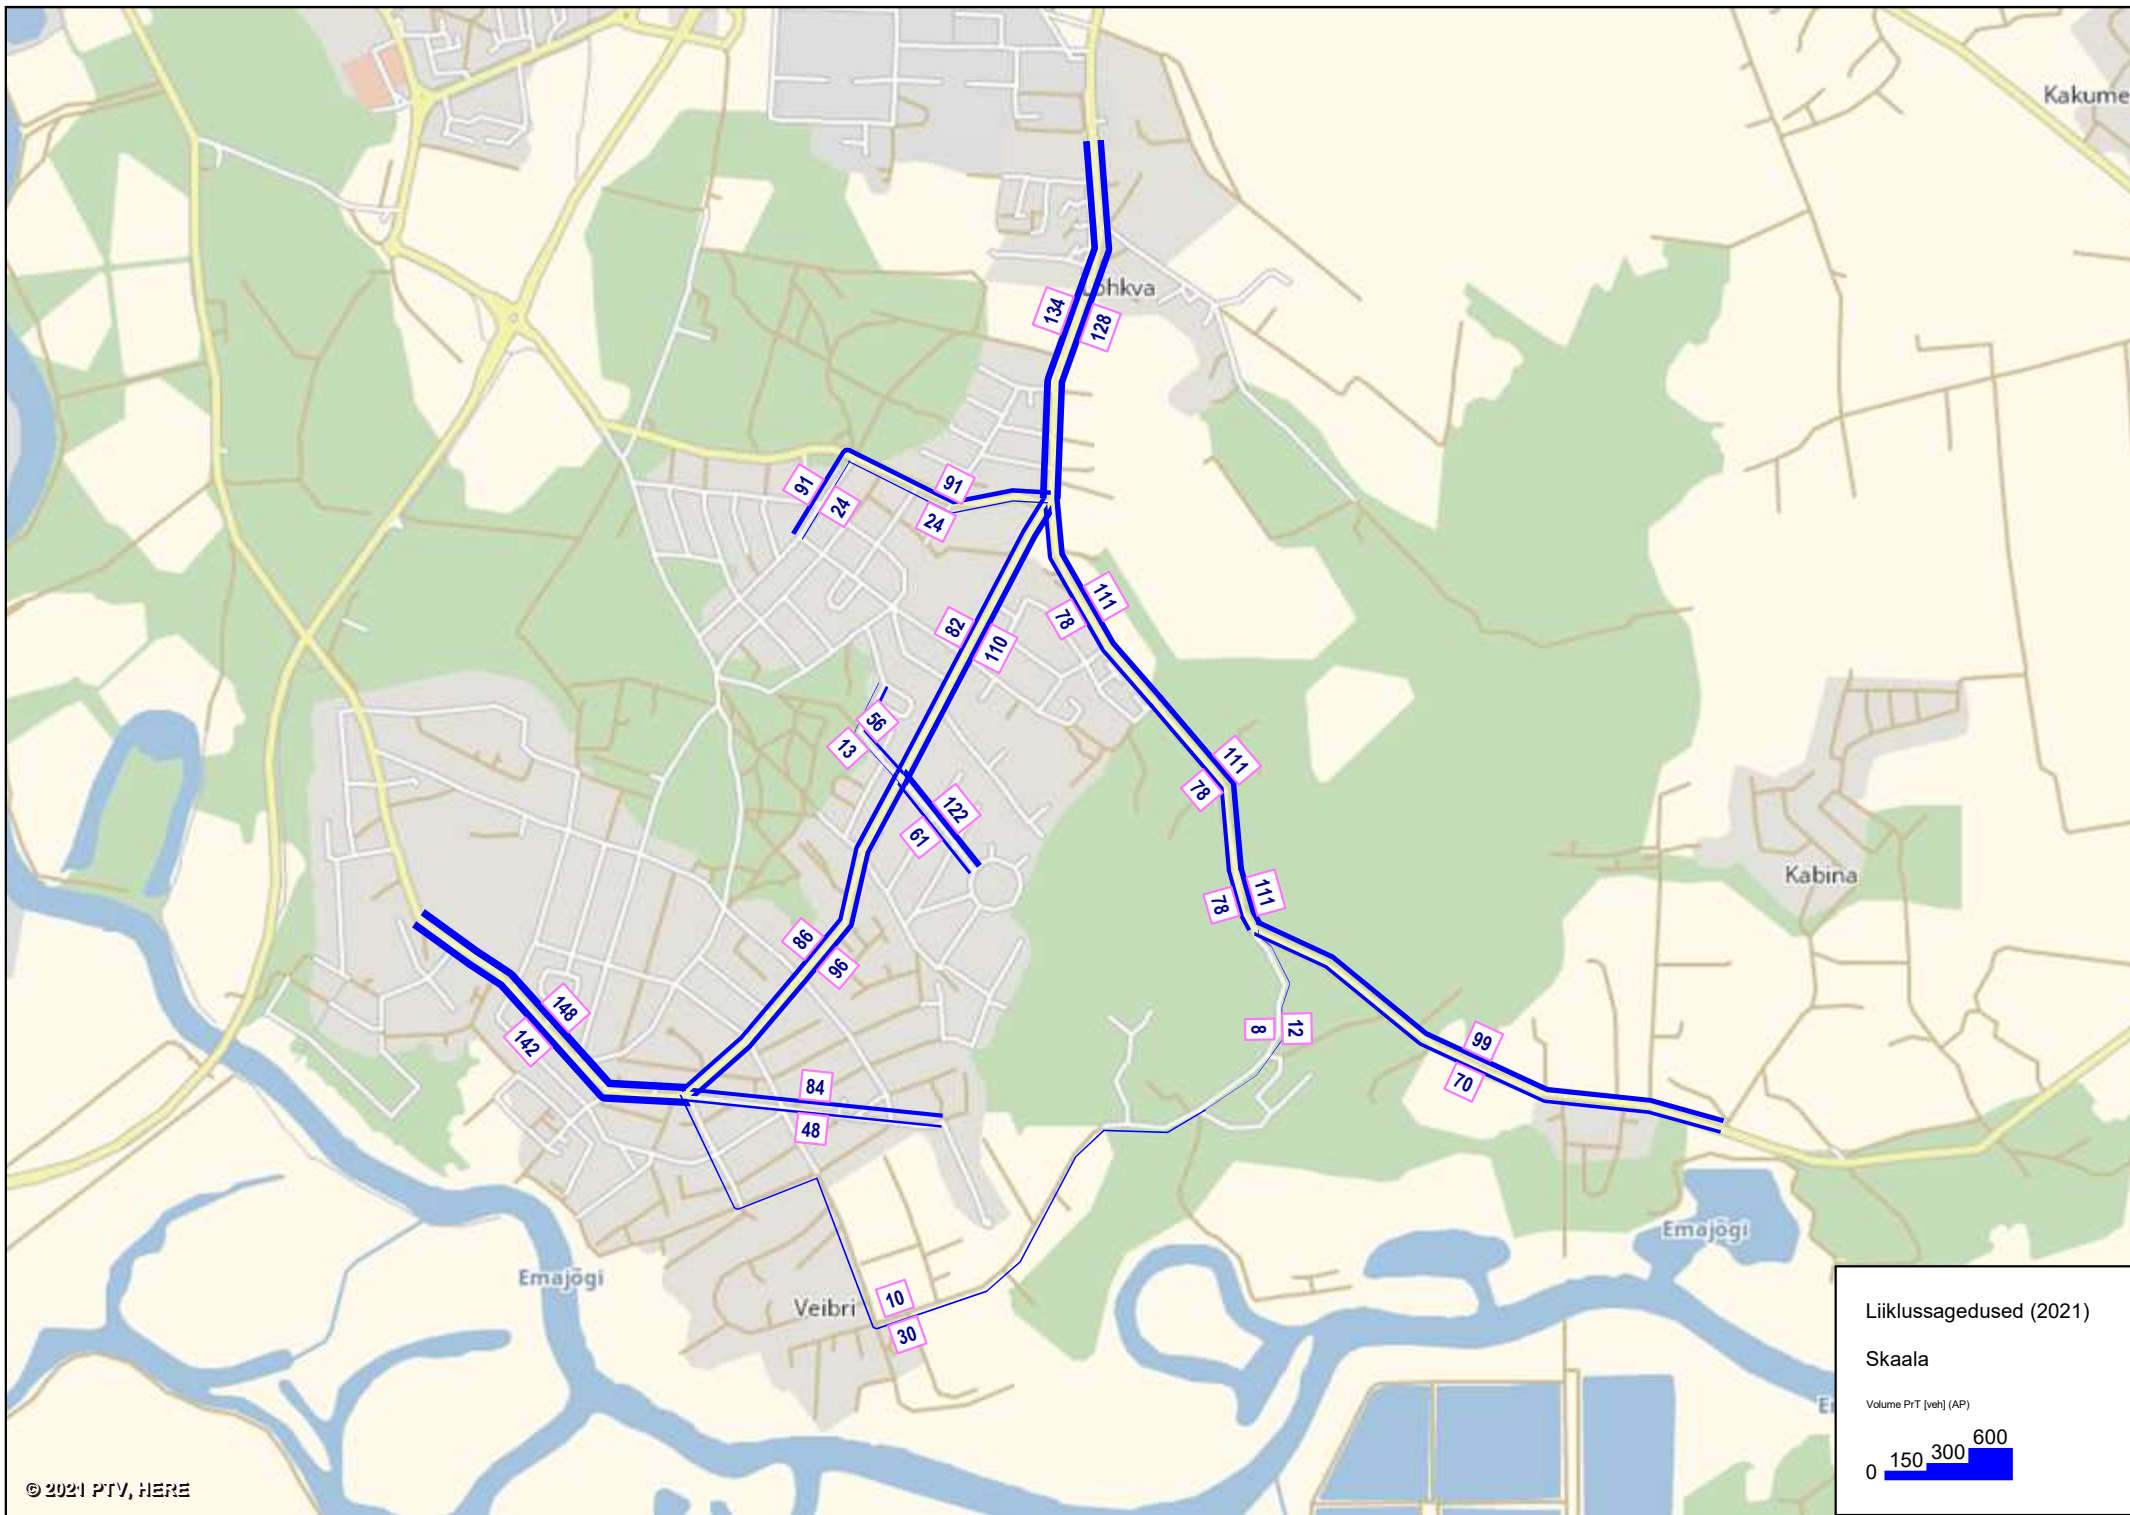 Kakume
Lohkva
134
128
91
24
91
24
111
78
82
110
56
13
111
78
122
61
Kabina
111
78
86
96
148
142
8
12
99
70
84
48
Emajõgi
Emajõgi
Veibri
10
30
Liiklussagedused (2021)
Skaala
Volume PrT [veh] (AP)
0 150 300 600
Er
© 2021 PTV, HERE